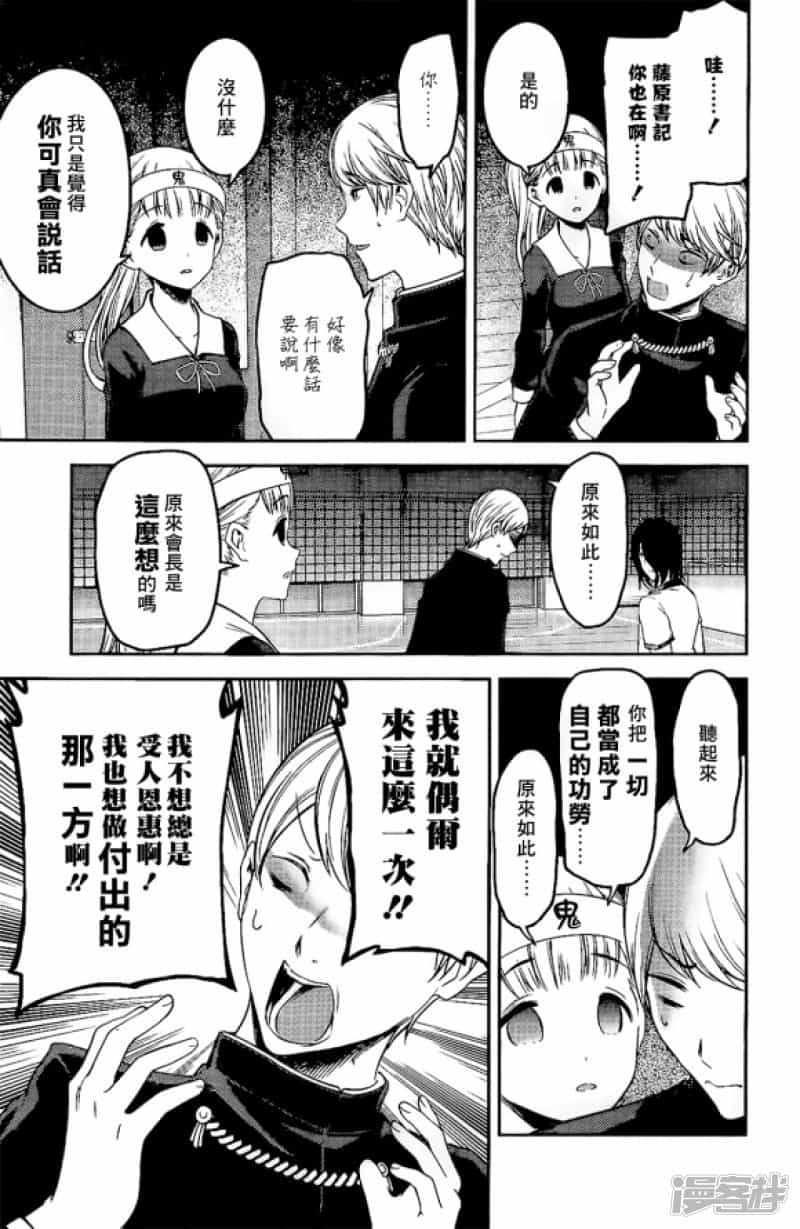 哇……！
藤原書記
你也在啊……！
是的
你……
好像
有什麼話
要說啊
沒什麼
我只是覺得
你可真會說話
鬼
鬼
原來如此……
原來會長是
這麼想的嗎
鬼
聽起來
你把一切
都當成了
自己的功勞……
原來如此……
鬼
我就偶爾
來這麼一次!!
我不想總是
受人恩惠啊！
我也想做付出的
那一方啊!!
漫客栈